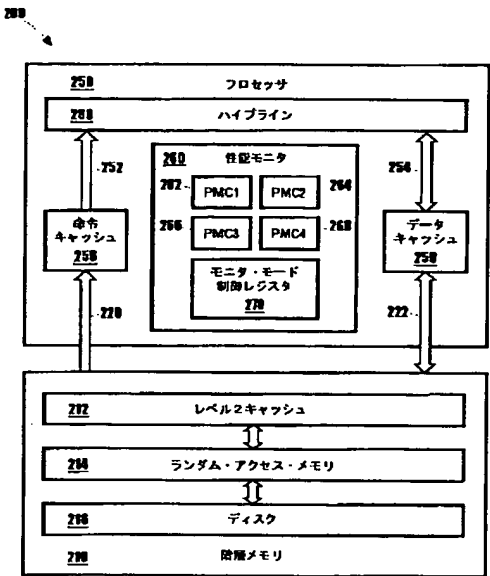 200
250 プロセッサ
280 パイプライン
252
254
260 性能モニタ
262
PMC1
PMC2
264
266
PMC3
PMC4
268
命令
キャッシュ
256
データ
キャッシュ
258
モニタ・モード
制御レジスタ
270
220
222
212 レベル2キャッシュ
214 ランダム・アクセス・メモリ
216 ディスク
210 階層メモリ